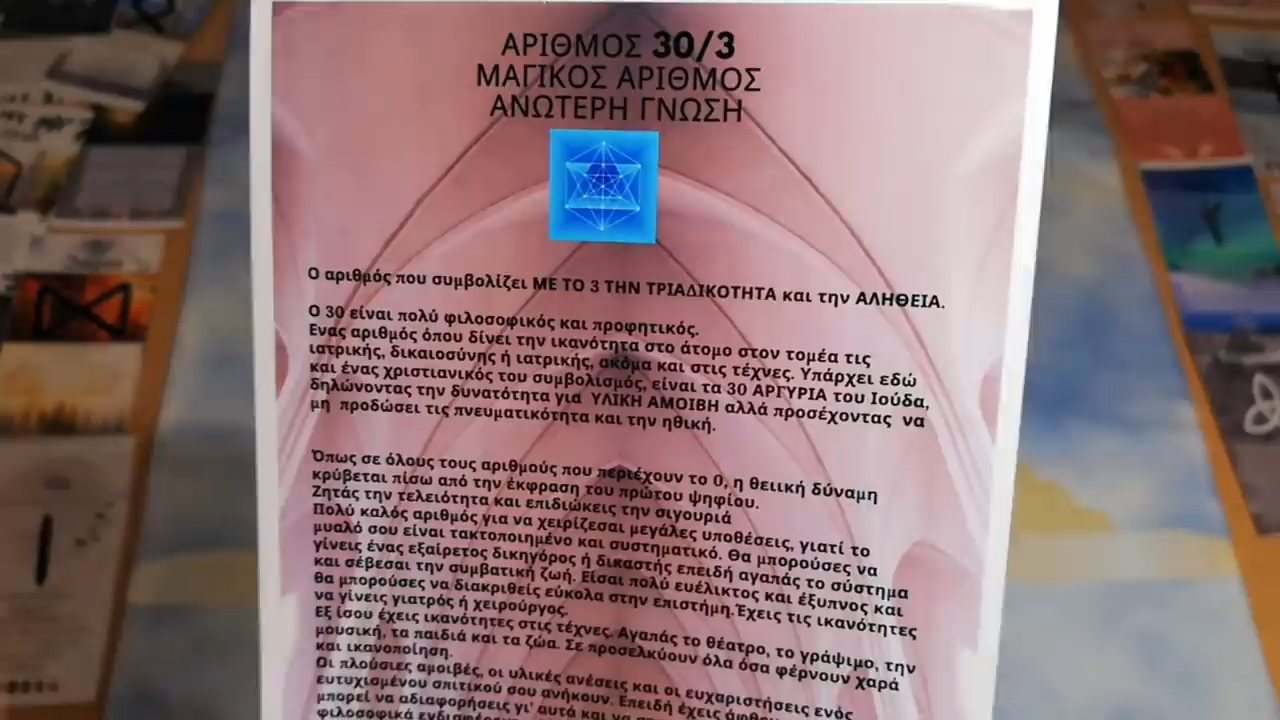 ΑΡΙΘΜΟΣ 30/3
ΜΑΓΙΚΟΣ ΑΡΙΘΜΟΣ
ΑΝΩΤΕΡΗ ΓΝΩΣΗ
Ο αριθμός που συμβολίζει ΜΕ ΤΟ 3 ΤΗΝ ΤΡΙΑΔΙΚΟΤΗΤΑ και την ΑΛΗΘΕΙΑ.
Ο 30 είναι πολύ φιλοσοφικός και προφητικός.
Ενας αριθμός όπου δίνει την ικανότητα στο άτομο στον τομέα τις
ιατρικής, δικαιοσύνης ή ιατρικής, ακόμα και στις τέχνες. Υπάρχει εδώ
και ένας χριστιανικός του συμβολισμός, είναι τα 30 ΑΡΓΥΡΙΑ του Ιούδα,
δηλώνοντας την δυνατότητα για ΥΛΙΚΗ ΑΜΟΙΒΗ αλλά προσέχοντας να
μη προδώσει τις πνευματικότητα και την ηθική.
Όπως σε όλους τους αριθμούς που περιέχουν το 0, η θειική δύναμη
κρύβεται πίσω από την έκφραση του πρώτου ψηφίου.
Ζητάς την τελειότητα και επιδιώκεις την σιγουριά
Πολύ καλός αριθμός για να χειρίζεσαι μεγάλες υποθέσεις, γιατί το
μυαλό σου είναι τακτοποιημένο και συστηματικό. Θα μπορούσες να
γίνεις ένας εξαίρετος δικηγόρος ή δικαστής επειδή αγαπάς το σύστημα
και σέβεσαι την συμβατική ζωή. Είσαι πολύ ευέλικτος και έξυπνος και
θα μπορούσες να διακριθείς εύκολα στην επιστήμη.Έχεις τις ικανότητες
να γίνεις γιατρός ή χειρούργος.
Εξ ίσου έχεις ικανότητες στις τέχνες. Αγαπάς το θέατρο, το γράψιμο, την
μουσική, τα παιδιά και τα ζώα. Σε προσελκύουν όλα όσα φέρνουν χαρά
και ικανοποίηση.
Οι πλούσιες αμοιβές, οι υλικές ανέσεις και οι ευχαριστήσεις ενός
ευτυχισμένου σπιτικού σου ανήκουν. Επειδή έχεις
μπορεί να αδιαφορήσεις γι' αυτά και να
φιλοσοφικά